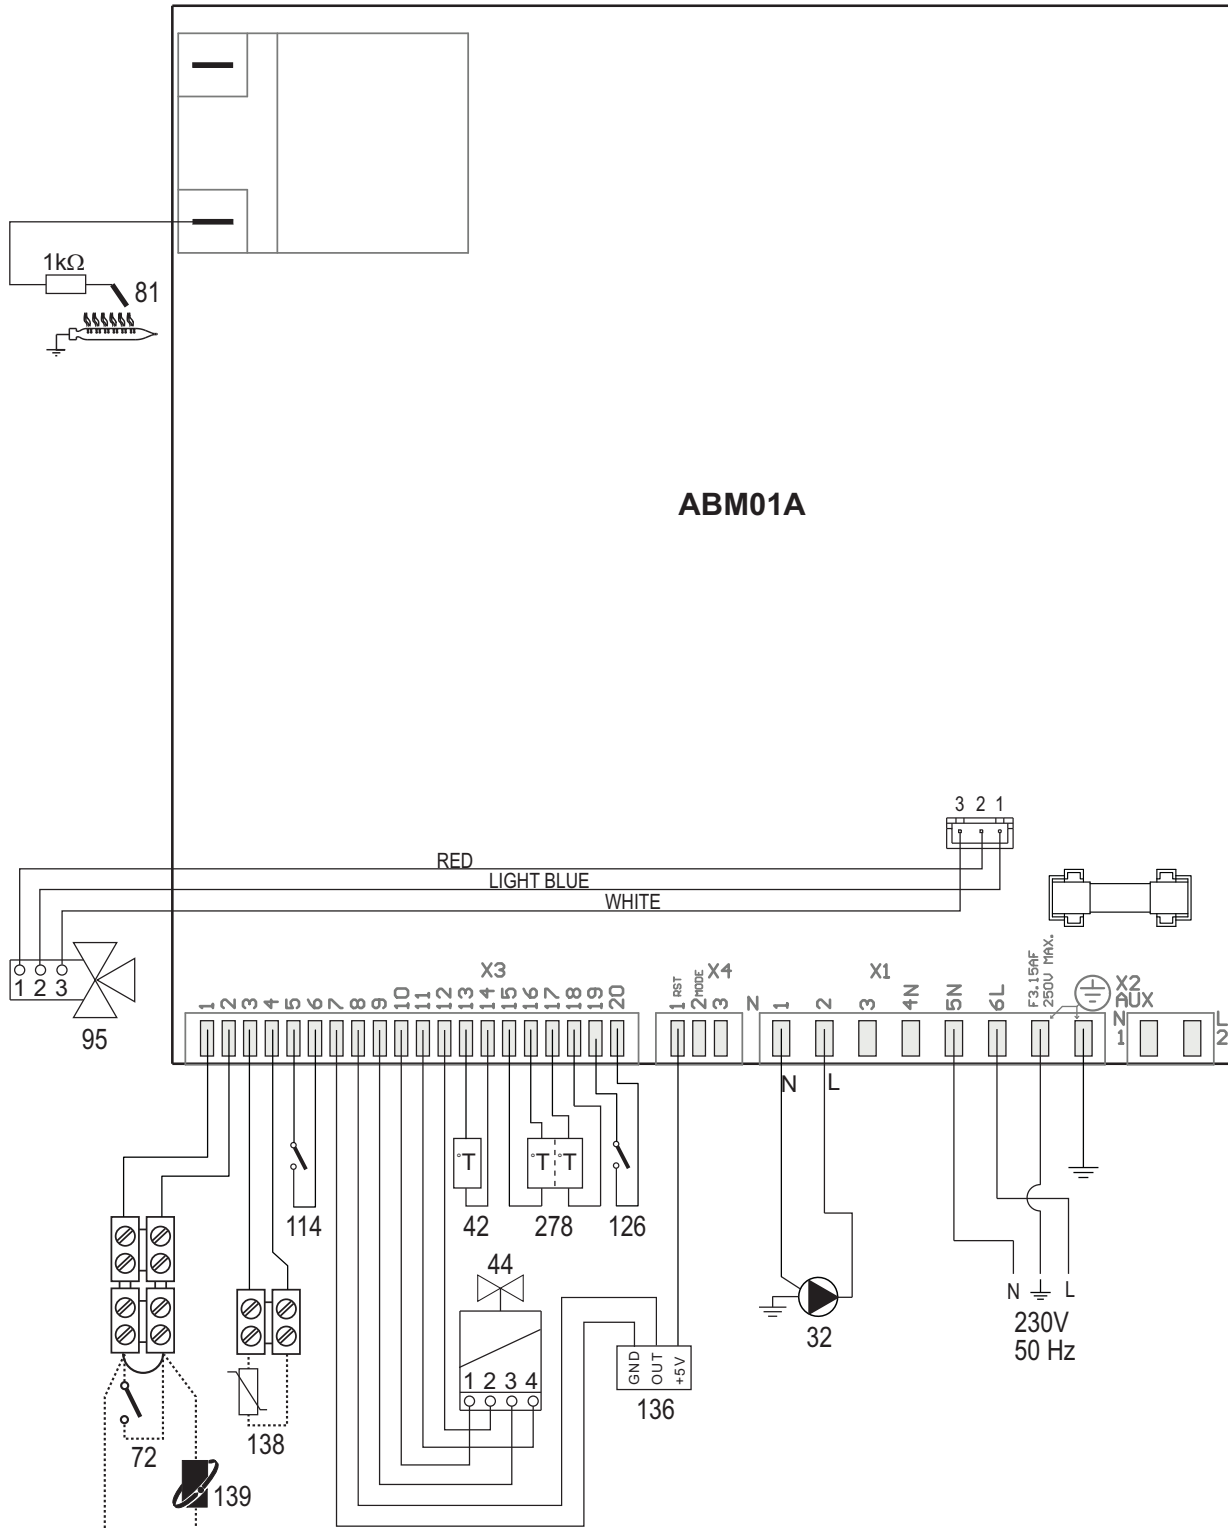 1kΩ
81
ABM01A
3 2 1
RED
LIGHT BLUE
WHITE
1 2 3
95
X3
1 2 3 4 5 6 7 8 9 10 11 12 13 14 15 16 17 18 19 20
X4
1 RST
2 MODE
3
X1
N 1 2 3 4N 5N 6L
F3.15AF
250V MAX.
X2
AUX
N L
1 2
N L
°T
°T °T
114
42
278
126
44
1 2 3 4
GND
OUT
+5V
136
32
N L
230V
50 Hz
72
138
139